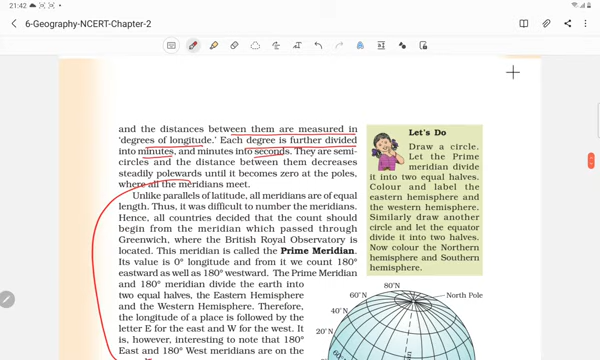 21:42
6-Geography-NCERT-Chapter-2
and the distances between them are measured in
‘degrees of longitude.’ Each degree is further divided
into minutes, and minutes into seconds. They are semi-
circles and the distance between them decreases
steadily polewards until it becomes zero at the poles,
where all the meridians meet.
Unlike parallels of latitude, all meridians are of equal
length. Thus, it was difficult to number the meridians.
Hence, all countries decided that the count should
begin from the meridian which passed through
Greenwich, where the British Royal Observatory is
located. This meridian is called the Prime Meridian.
Its value is 0° longitude and from it we count 180°
eastward as well as 180° westward. The Prime Meridian
and 180° meridian divide the earth into
two equal halves, the Eastern Hemisphere
and the Western Hemisphere. Therefore,
the longitude of a place is followed by the
letter E for the east and W for the west. It
is, however, interesting to note that 180°
East and 180° West meridians are on the
Let's Do
Draw a circle.
Let the Prime
meridian divide
it into two equal halves.
Colour and label the
eastern hemisphere and
the western hemisphere.
Similarly draw another
circle and let the equator
divide it into two halves.
Now colour the Northern
hemisphere and Southern
hemisphere.
80°N
60°N
North Pole
40°N
20°N